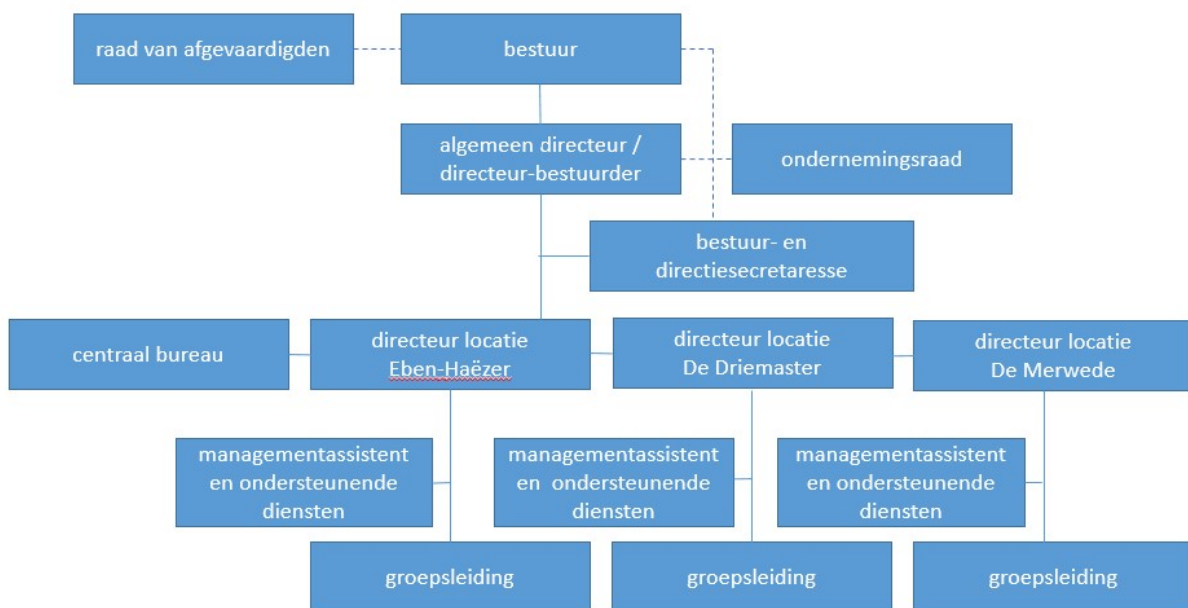 raad van afgevaardigden
bestuur
algemeen directeur /
directeur-bestuurder
ondernemingsraad
bestuur- en
directiesecretaresse
centraal bureau
directeur locatie
Eben-Haëzer
directeur locatie
De Driemaster
directeur locatie
De Merwede
managementassistent
en ondersteunende
diensten
managementassistent
en ondersteunende
diensten
managementassistent
en ondersteunende
diensten
groepsleiding
groepsleiding
groepsleiding